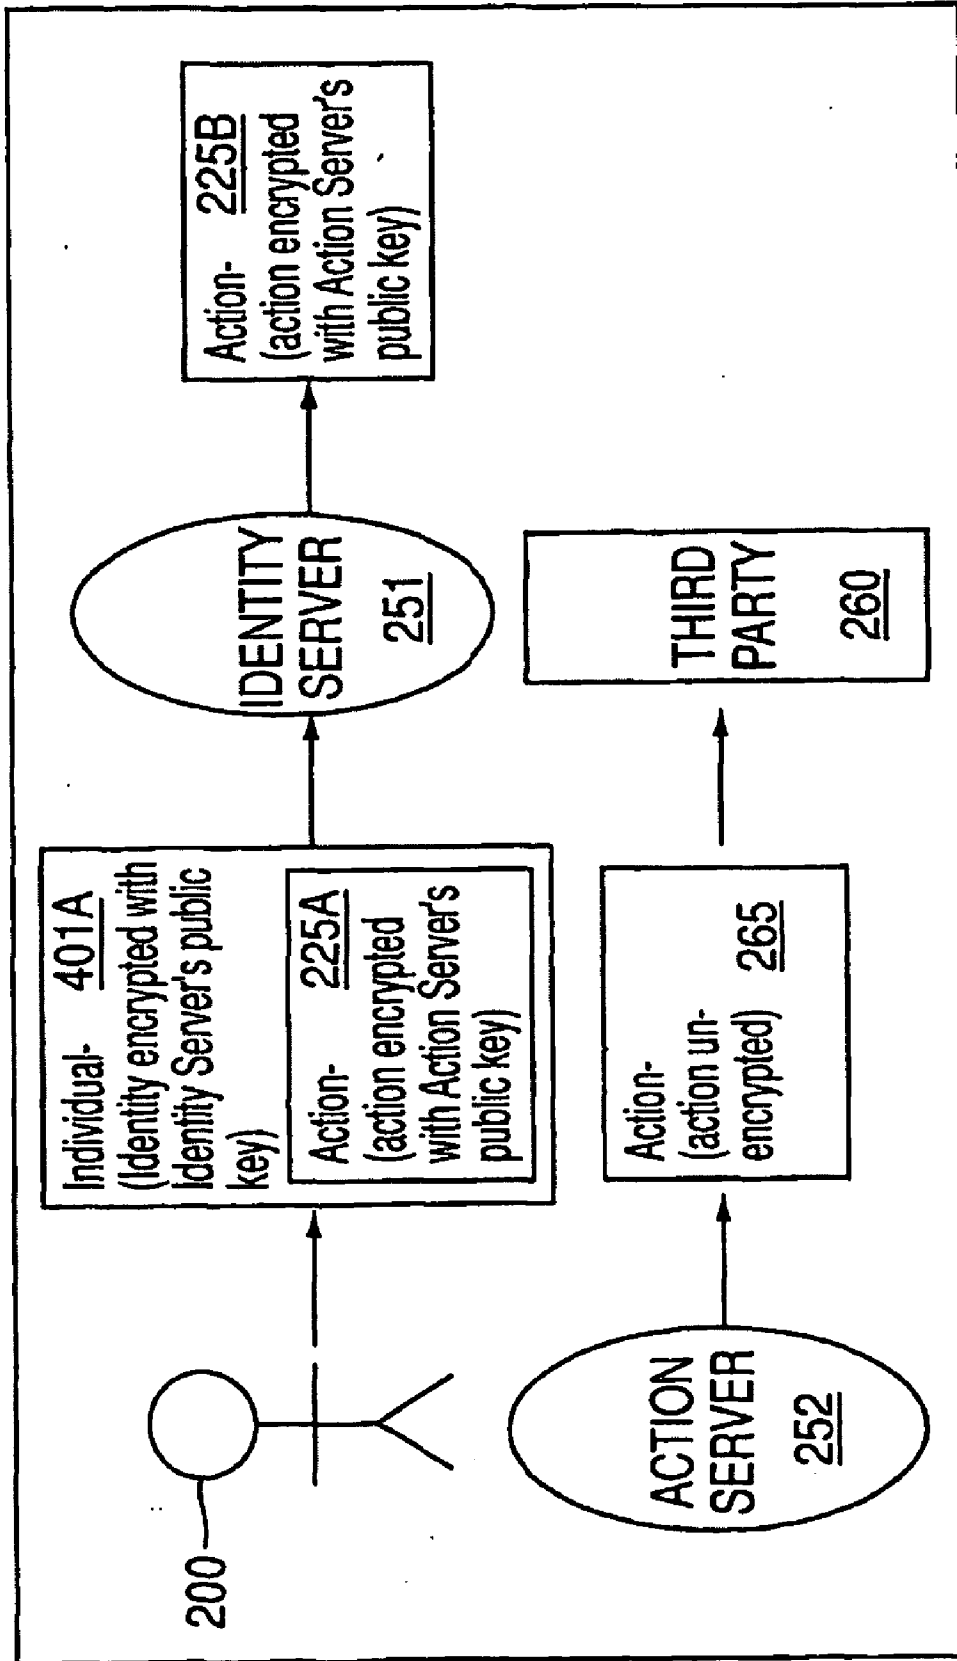 200
Individual- 401A
(Identity encrypted with
Identity Server's public
key)
Action- 225A
(action encrypted
with Action Server's
public key)
IDENTITY
SERVER
251
Action- 225B
(action encrypted
with Action Server's
public key)
ACTION
SERVER
252
Action-
(action un-
encrypted) 265
THIRD
PARTY
260